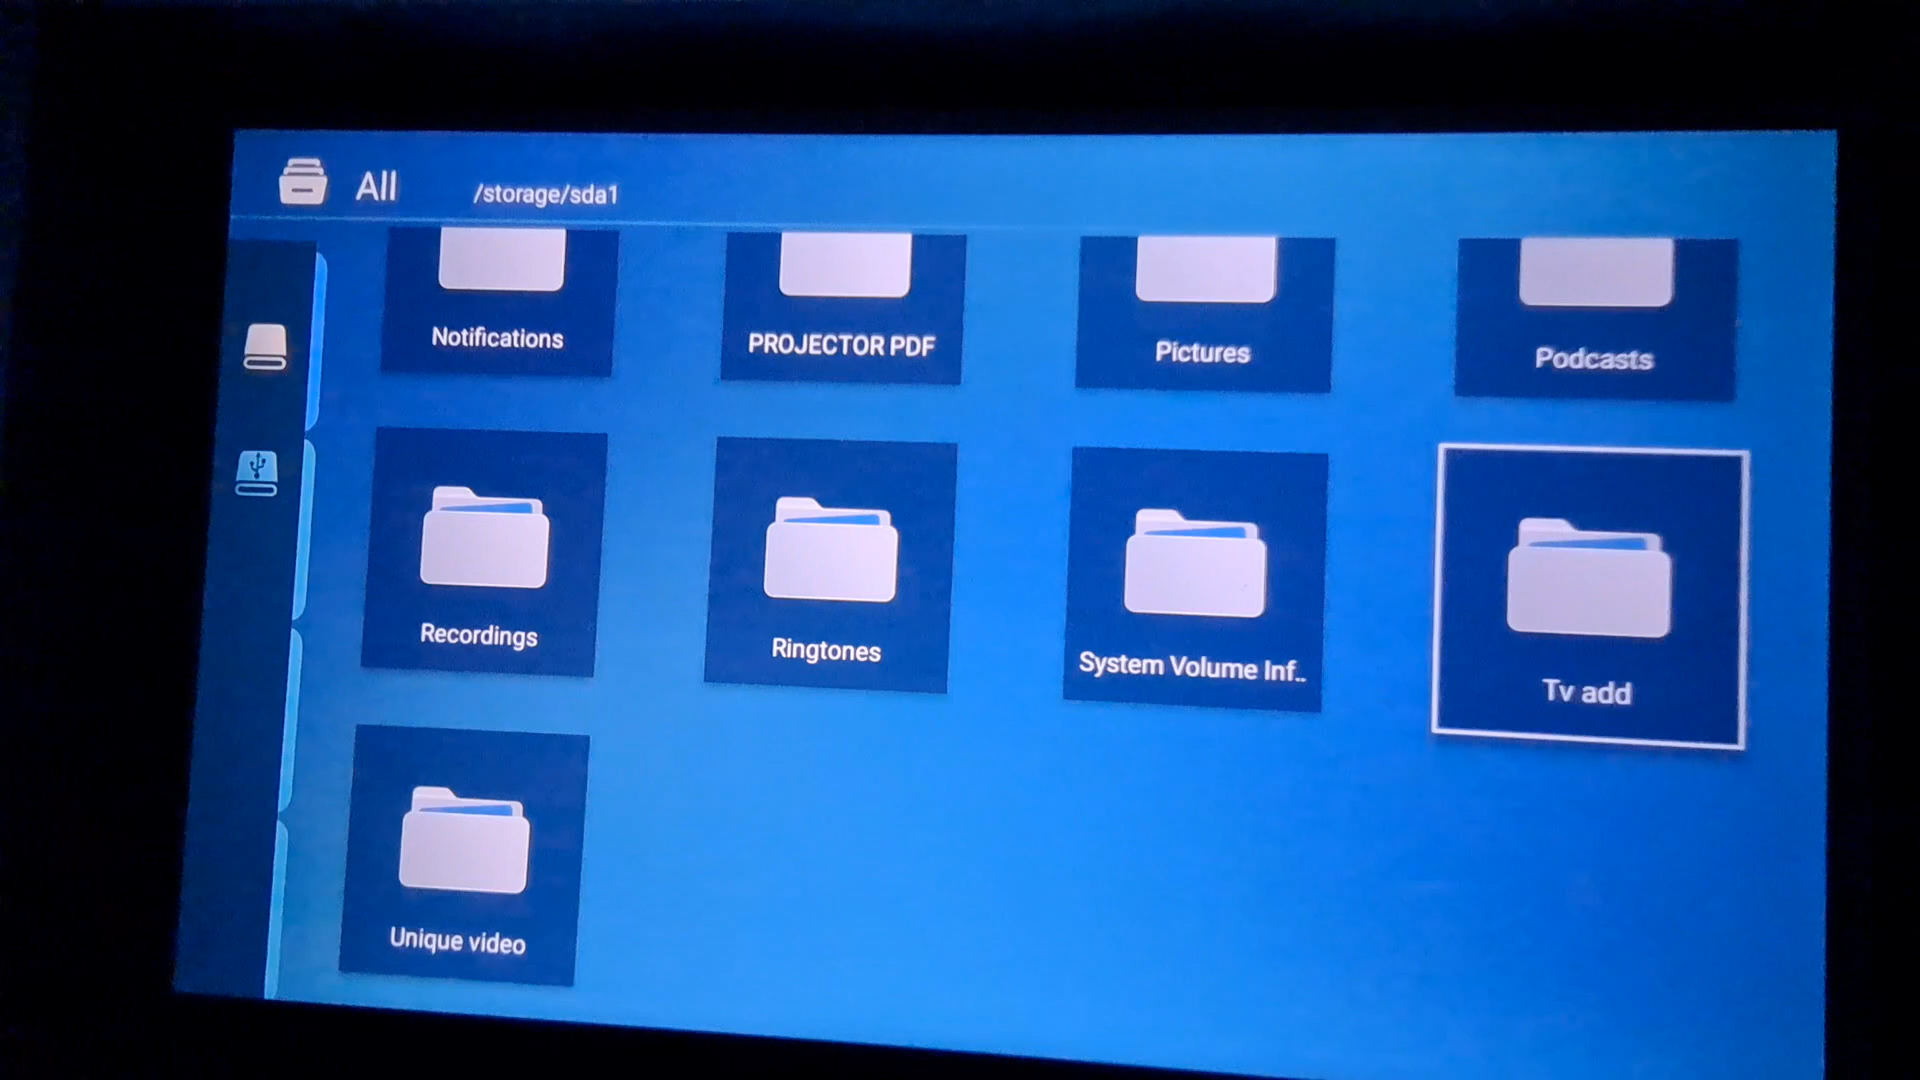 All
/storage/sda1
Notifications
PROJECTOR PDF
Pictures
Podcasts
Recordings
Ringtones
System Volume Inf..
Tv add
Unique video